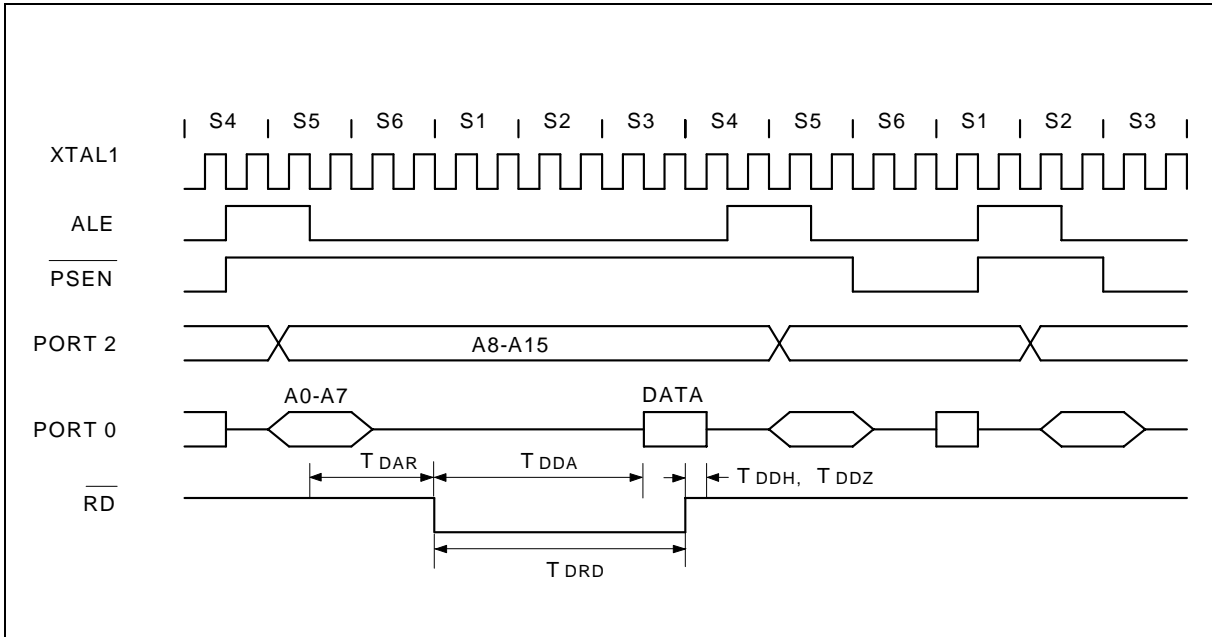 S4 S5 S6 S1 S2 S3 S4 S5 S6 S1 S2 S3
XTAL1
ALE
PSEN
PORT 2
A8-A15
A0-A7
DATA
PORT 0
T DAR
T DDA
T DDH, T DDZ
RD
T DRD